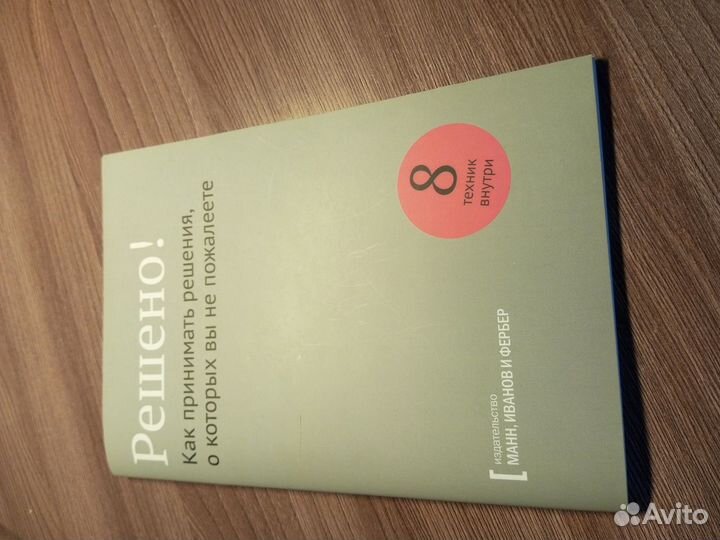 Решено!
Как принимать решения,
о которых вы не пожалеете
8
техник
внутри
издательство
МАНН, ИВАНОВ И ФЕРБЕР
Avito